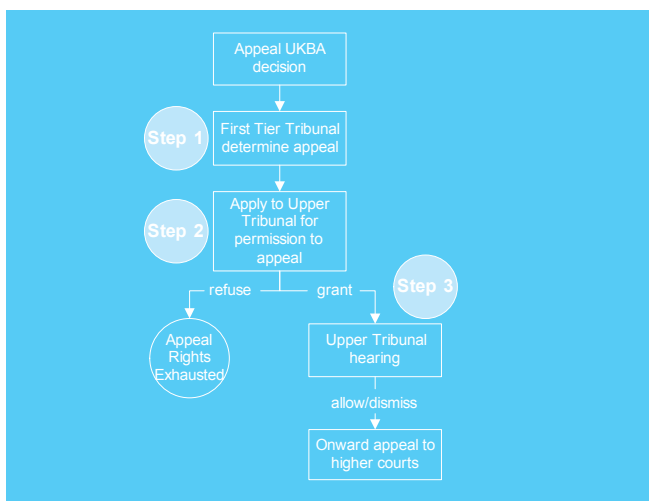 Appeal UKBA
decision
Step 1
First Tier Tribunal
determine appeal
Step 2
Apply to Upper
Tribunal for
permission to
appeal
refuse
grant
Step 3
Appeal
Rights
Exhausted
Upper Tribunal
hearing
allow/dismiss
Onward appeal to
higher courts